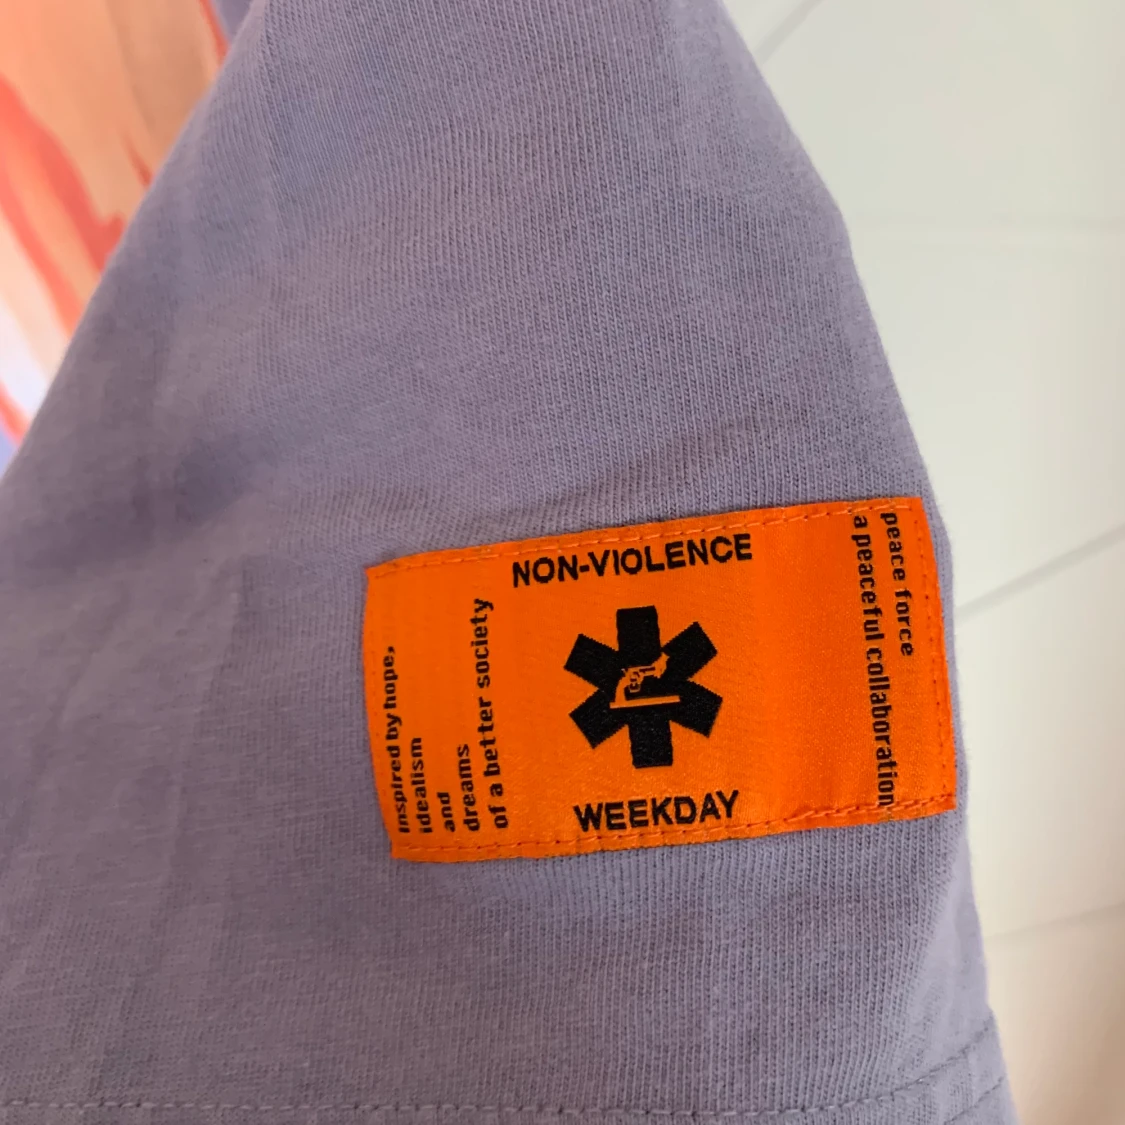 NON-VIOLENCE
inspired by hope,
idealism
and
dreams
of a better society
WEEKDAY
peace force
a peaceful collaboration